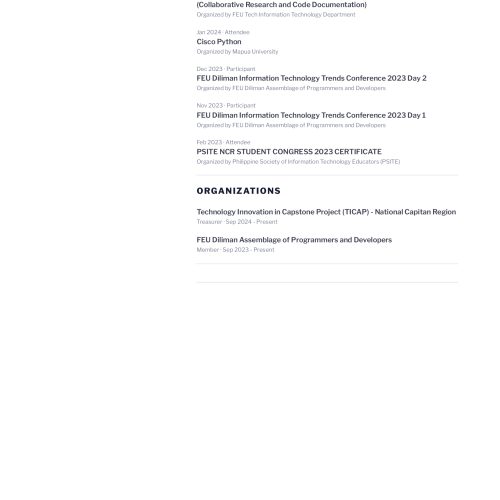 (Collaborative Research and Code Documentation)
Organized by FEU Tech Information Technology Department
Jan 2024 · Attendee
Cisco Python
Organized by Mapua University
Dec 2023 · Participant
FEU Diliman Information Technology Trends Conference 2023 Day 2
Organized by FEU Diliman Assemblage of Programmers and Developers
Nov 2023 · Participant
FEU Diliman Information Technology Trends Conference 2023 Day 1
Organized by FEU Diliman Assemblage of Programmers and Developers
Feb 2023 · Attendee
PSITE NCR STUDENT CONGRESS 2023 CERTIFICATE
Organized by Philippine Society of Information Technology Educators (PSITE)
ORGANIZATIONS
Technology Innovation in Capstone Project (TICAP) - National Capitan Region
Treasurer · Sep 2024 - Present
FEU Diliman Assemblage of Programmers and Developers
Member · Sep 2023 - Present